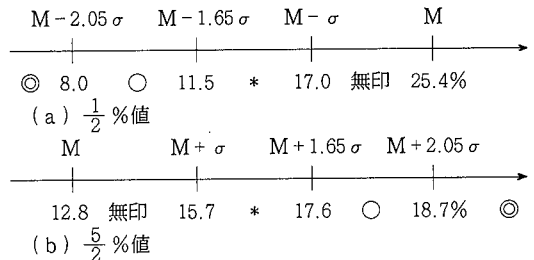 M−2.05σ M−1.65σ M−σ M
◎ 8.0 ○ 11.5 * 17.0 無印 25.4%
(a) 1/2 %値
M M+σ M+1.65σ M+2.05σ
12.8 無印 15.7 * 17.6 ○ 18.7% ◎
(b) 5/2 %値